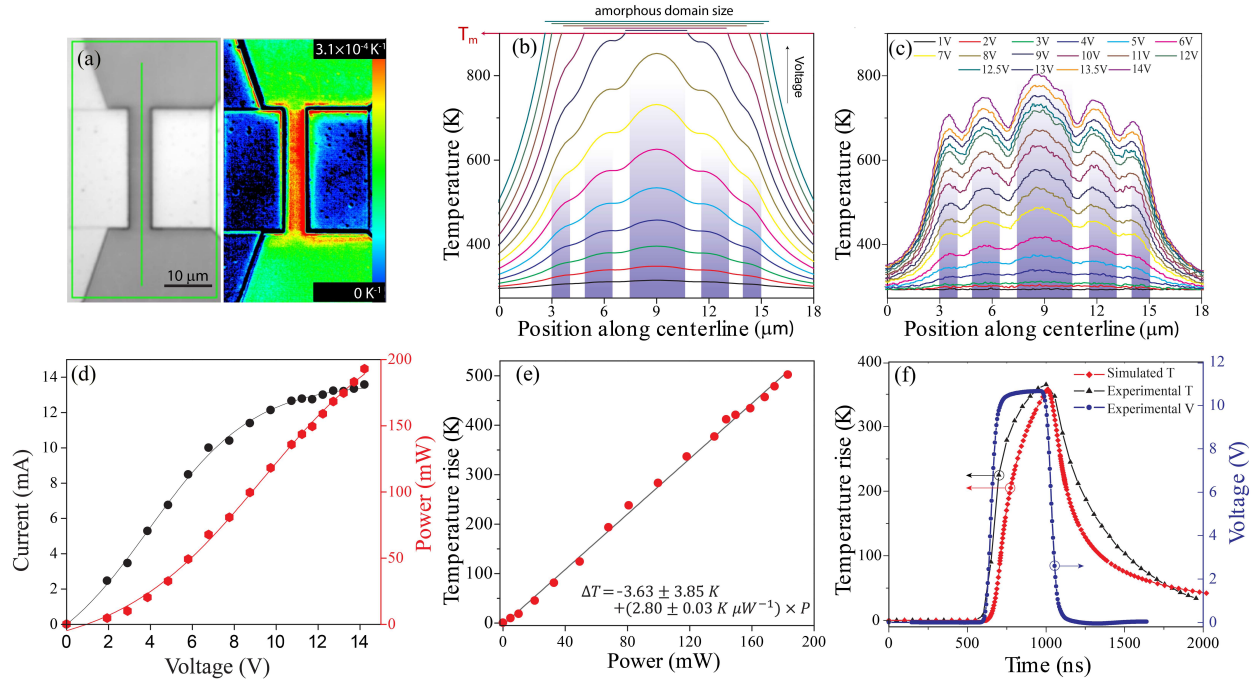 amorphous domain size
(a)
3.1×10⁻⁴ K⁻¹
10 μm
0 K⁻¹
(b)
Tm
Voltage
Temperature (K)
800
600
400
0 3 6 9 12 15 18
Position along centerline (μm)
(c)
1V 2V 3V 4V 5V 6V
7V 8V 9V 10V 11V 12V
12.5V 13V 13.5V 14V
Temperature (K)
800
600
400
0 3 6 9 12 15 18
Position along centerline (μm)
(d)
Current (mA)
14
12
10
8
6
4
2
0
0 2 4 6 8 10 12 14
Voltage (V)
200
150
100
50
0
Power (mW)
(e)
Temperature rise (K)
500
400
300
200
100
0
0 40 80 120 160 200
Power (mW)
ΔT = -3.63 ± 3.85 K
+(2.80 ± 0.03 K μW⁻¹) × P
(f)
Simulated T
Experimental T
Experimental V
Temperature rise (K)
400
300
200
100
0
0 500 1000 1500 2000
Time (ns)
12
10
8
6
4
2
0
Voltage (V)